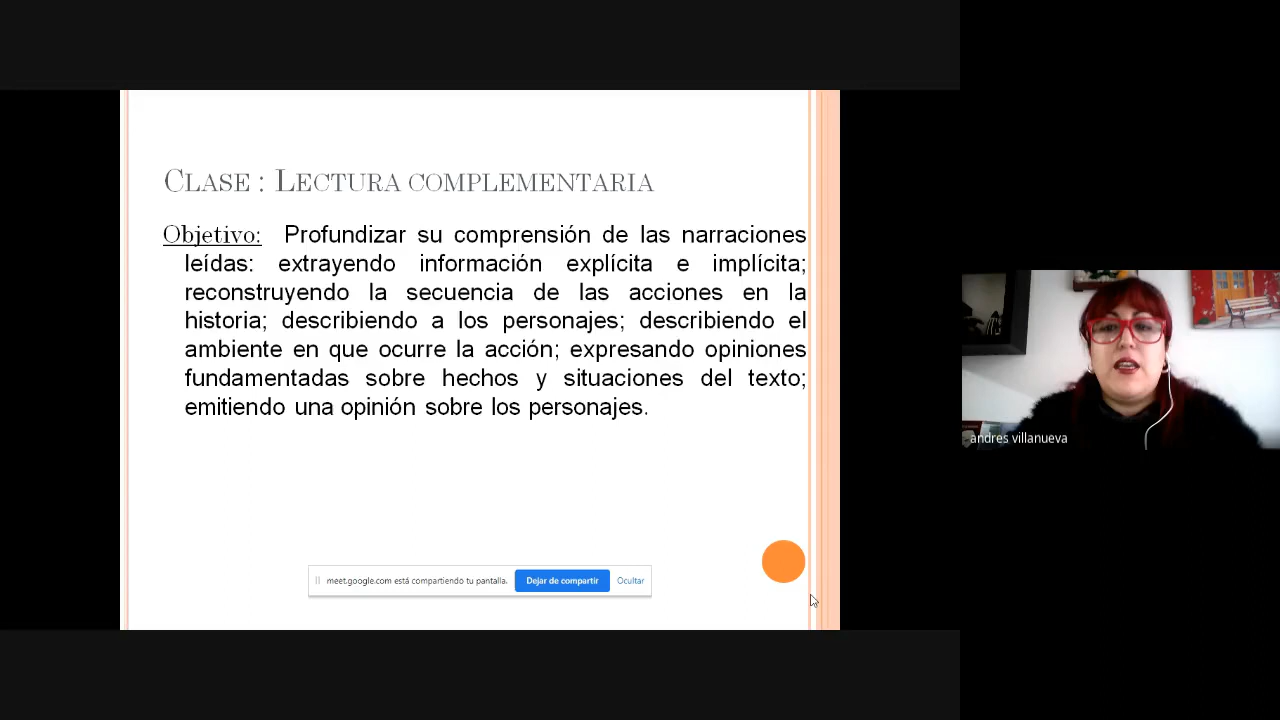 Clase : Lectura complementaria
Objetivo: Profundizar su comprensión de las narraciones
leídas: extrayendo información explícita e implícita;
reconstruyendo la secuencia de las acciones en la
historia; describiendo a los personajes; describiendo el
ambiente en que ocurre la acción; expresando opiniones
fundamentadas sobre hechos y situaciones del texto;
emitiendo una opinión sobre los personajes.
meet.google.com está compartiendo tu pantalla. Dejar de compartir Ocultar
andres villanueva